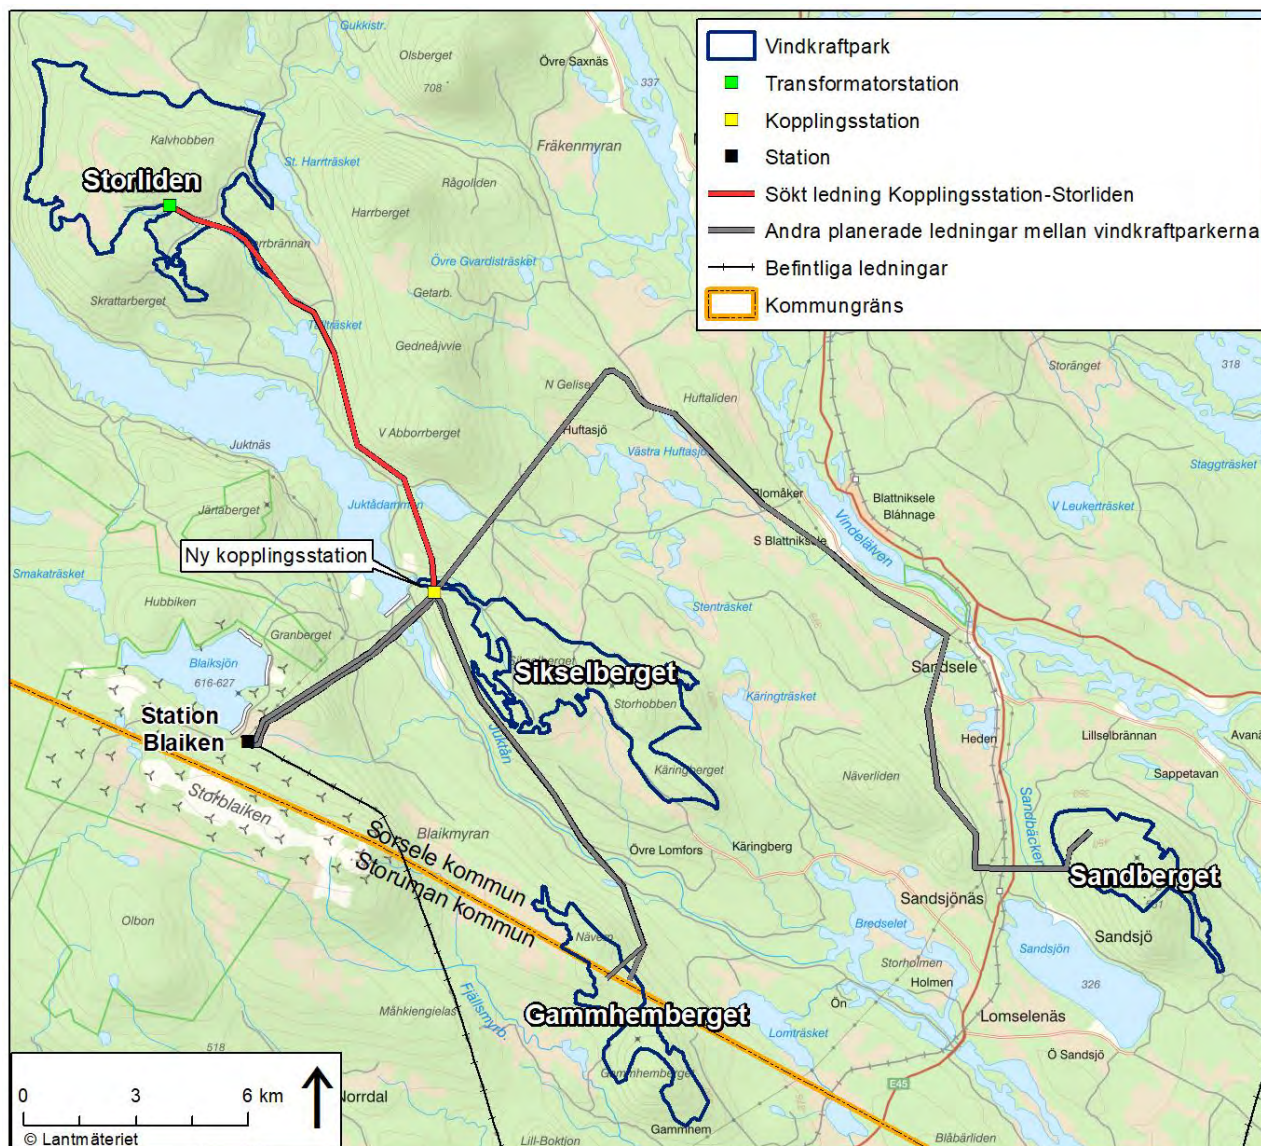 Vindkraftpark
Transformatorstation
Kopplingsstation
Station
Sökt ledning Kopplingsstation-Storliden
Andra planerade ledningar mellan vindkraftparkerna
Befintliga ledningar
Kommungräns
Gukkistr.
Olsberget
708
Övre Saxnäs
337
Kalvhobben
Fräkenmyran
St. Harrträsket
Storliden
Rågoliden
Harrberget
Övre Gvardisträsket
Getarb.
Skrattarberget
Gedneåjvvie
Storänget
318
N Gelise
Huftaliden
Juktnäs
V Abborrberget
Huftasjö
Västra Huftasjö
Staggträsket
Järtaberget
Juktådammen
Blomåker
Blattniksele
Bláhnage
V Leukerträsket
S Blattniksele
Vindelälven
Ny kopplingsstation
Smakaträsket
Hubbiken
Stenträsket
Granberget
Blaiksjön
616-627
Sikselberget
Storhobben
Sandsele
Käringträsket
Station
Blaiken
Juktån
Heden
Lillselbrännan
Avanä
Käringberget
Näverliden
Sappetavan
Storblaiken
Sandbäcken
Blaikmyran
Sorsele kommun
Storuman kommun
Övre Lomfors
Käringberg
Sandberget
Sandsjönäs
Olbon
Bredselet
Nävern
Sandsjön
Sandsjö
Storholmen
Holmen
326
Ön
Fjällsmyrb.
Måhkiengielas
Gammhemberget
Lomselenäs
Lomträsket
Ö Sandsjö
518
Gammhemberget
E45
0 3 6 km
Norrdal
Gammhem
Blåbärliden
© Lantmäteriet